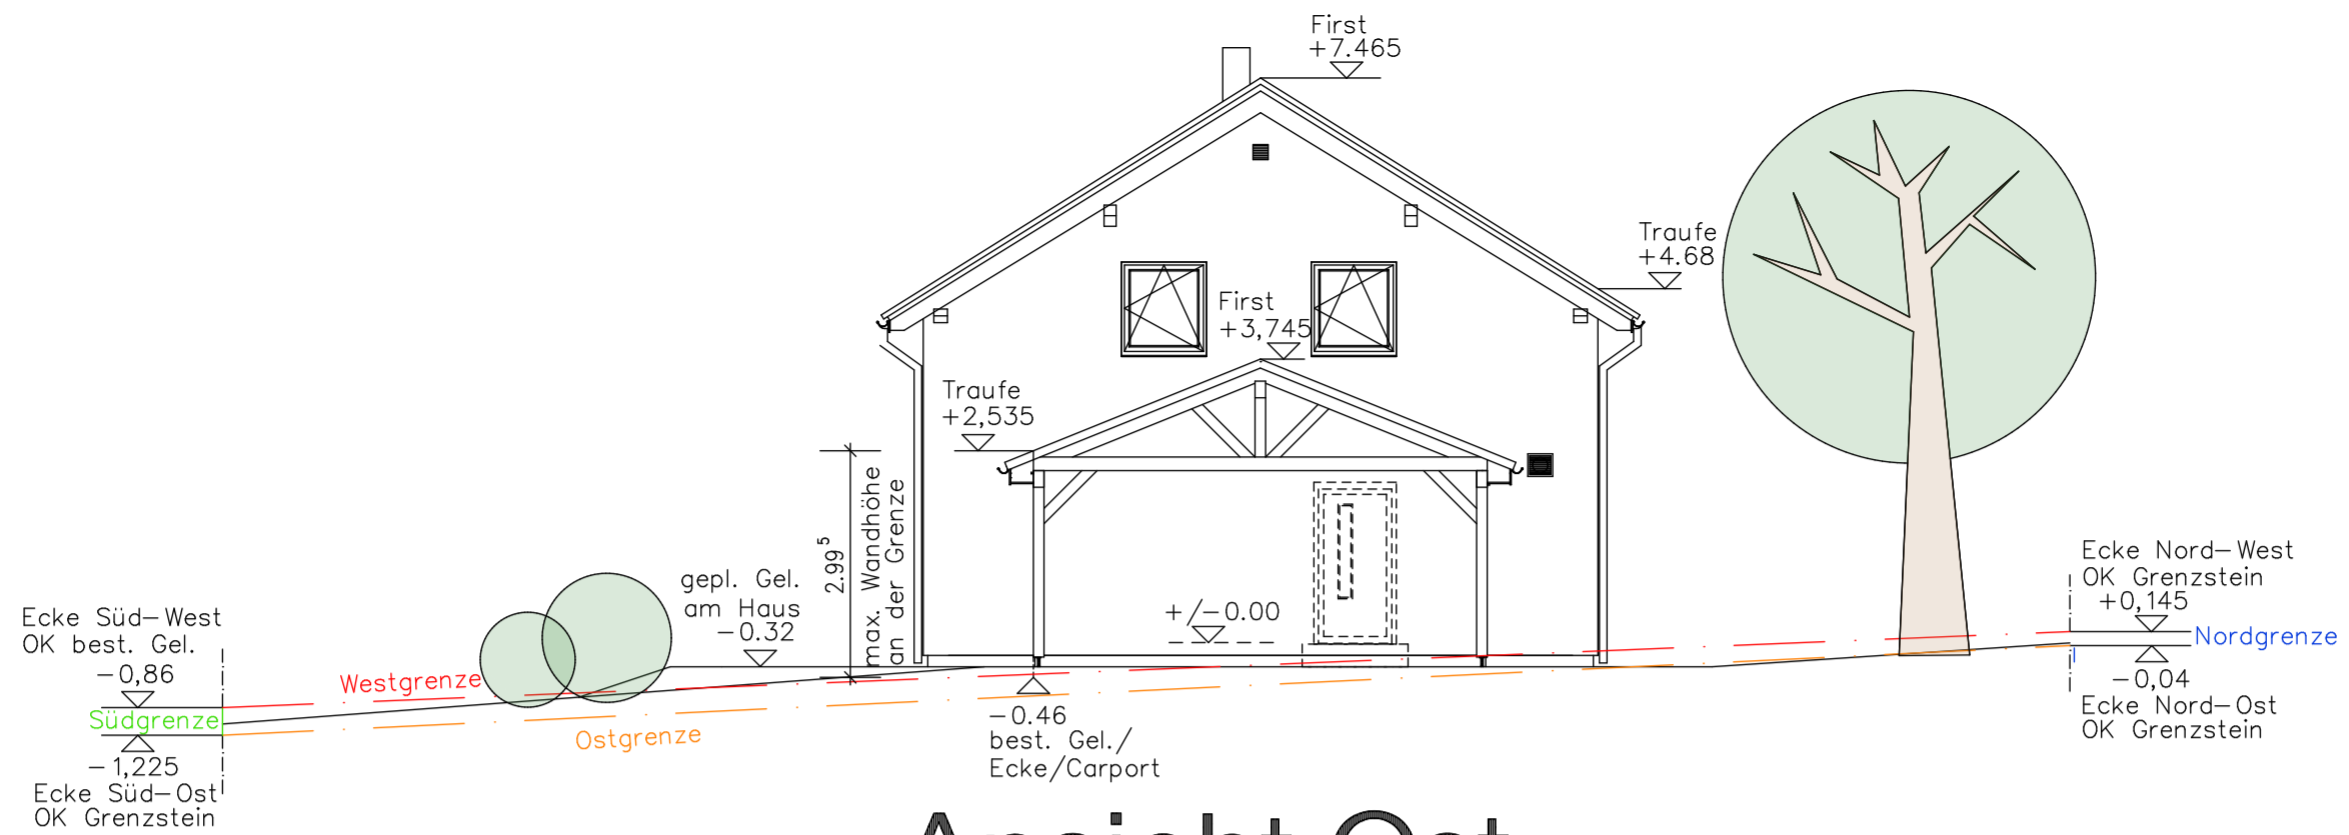 First
+7.465
Traufe
+4.68
First
+3,745
Traufe
+2,535
2.99⁵
max. Wandhöhe
an der Grenze
gepl. Gel.
am Haus
-0.32
+/-0.00
Ecke Süd-West
OK best. Gel.
-0,86
Westgrenze
Südgrenze
Ostgrenze
-1,225
Ecke Süd-Ost
OK Grenzstein
-0.46
best. Gel./
Ecke/Carport
Ecke Nord-West
OK Grenzstein
+0,145
Nordgrenze
-0,04
Ecke Nord-Ost
OK Grenzstein
Ansicht Ost